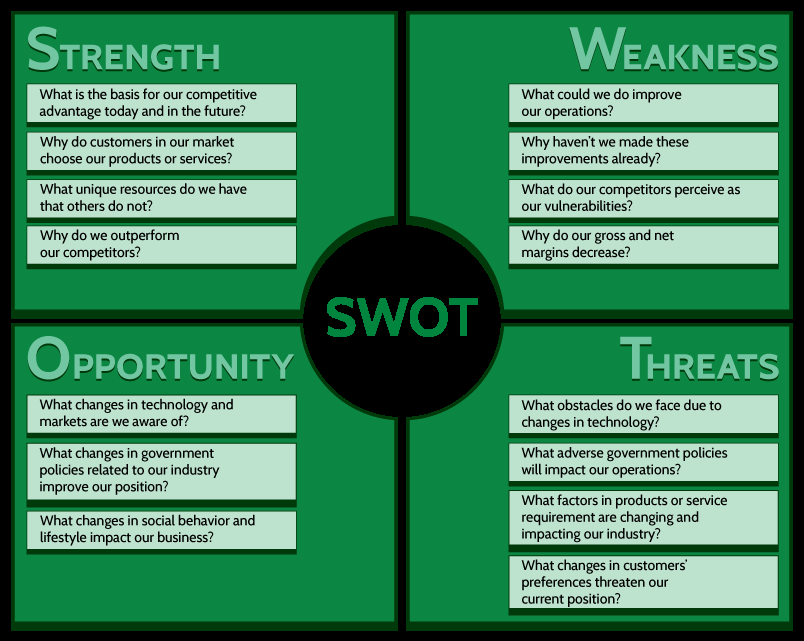 STRENGTH
What is the basis for our competitive
advantage today and in the future?
Why do customers in our market
choose our products or services?
What unique resources do we have
that others do not?
Why do we outperform
our competitors?
WEAKNESS
What could we do improve
our operations?
Why haven't we made these
improvements already?
What do our competitors perceive as
our vulnerabilities?
Why do our gross and net
margins decrease?
SWOT
OPPORTUNITY
What changes in technology and
markets are we aware of?
What changes in government
policies related to our industry
improve our position?
What changes in social behavior and
lifestyle impact our business?
THREATS
What obstacles do we face due to
changes in technology?
What adverse government policies
will impact our operations?
What factors in products or service
requirement are changing and
impacting our industry?
What changes in customers'
preferences threaten our
current position?